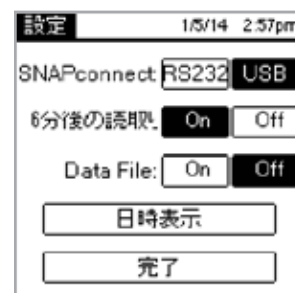 設定 1/5/14 2:57pm
SNAPconnect RS232 USB
6分後の読取. On Off
Data File: On Off
日時表示
完了